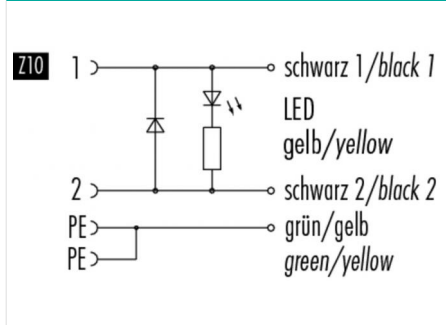 Z10
1 schwarz 1/black 1
LED
gelb/yellow
2 schwarz 2/black 2
PE grün/gelb
PE green/yellow